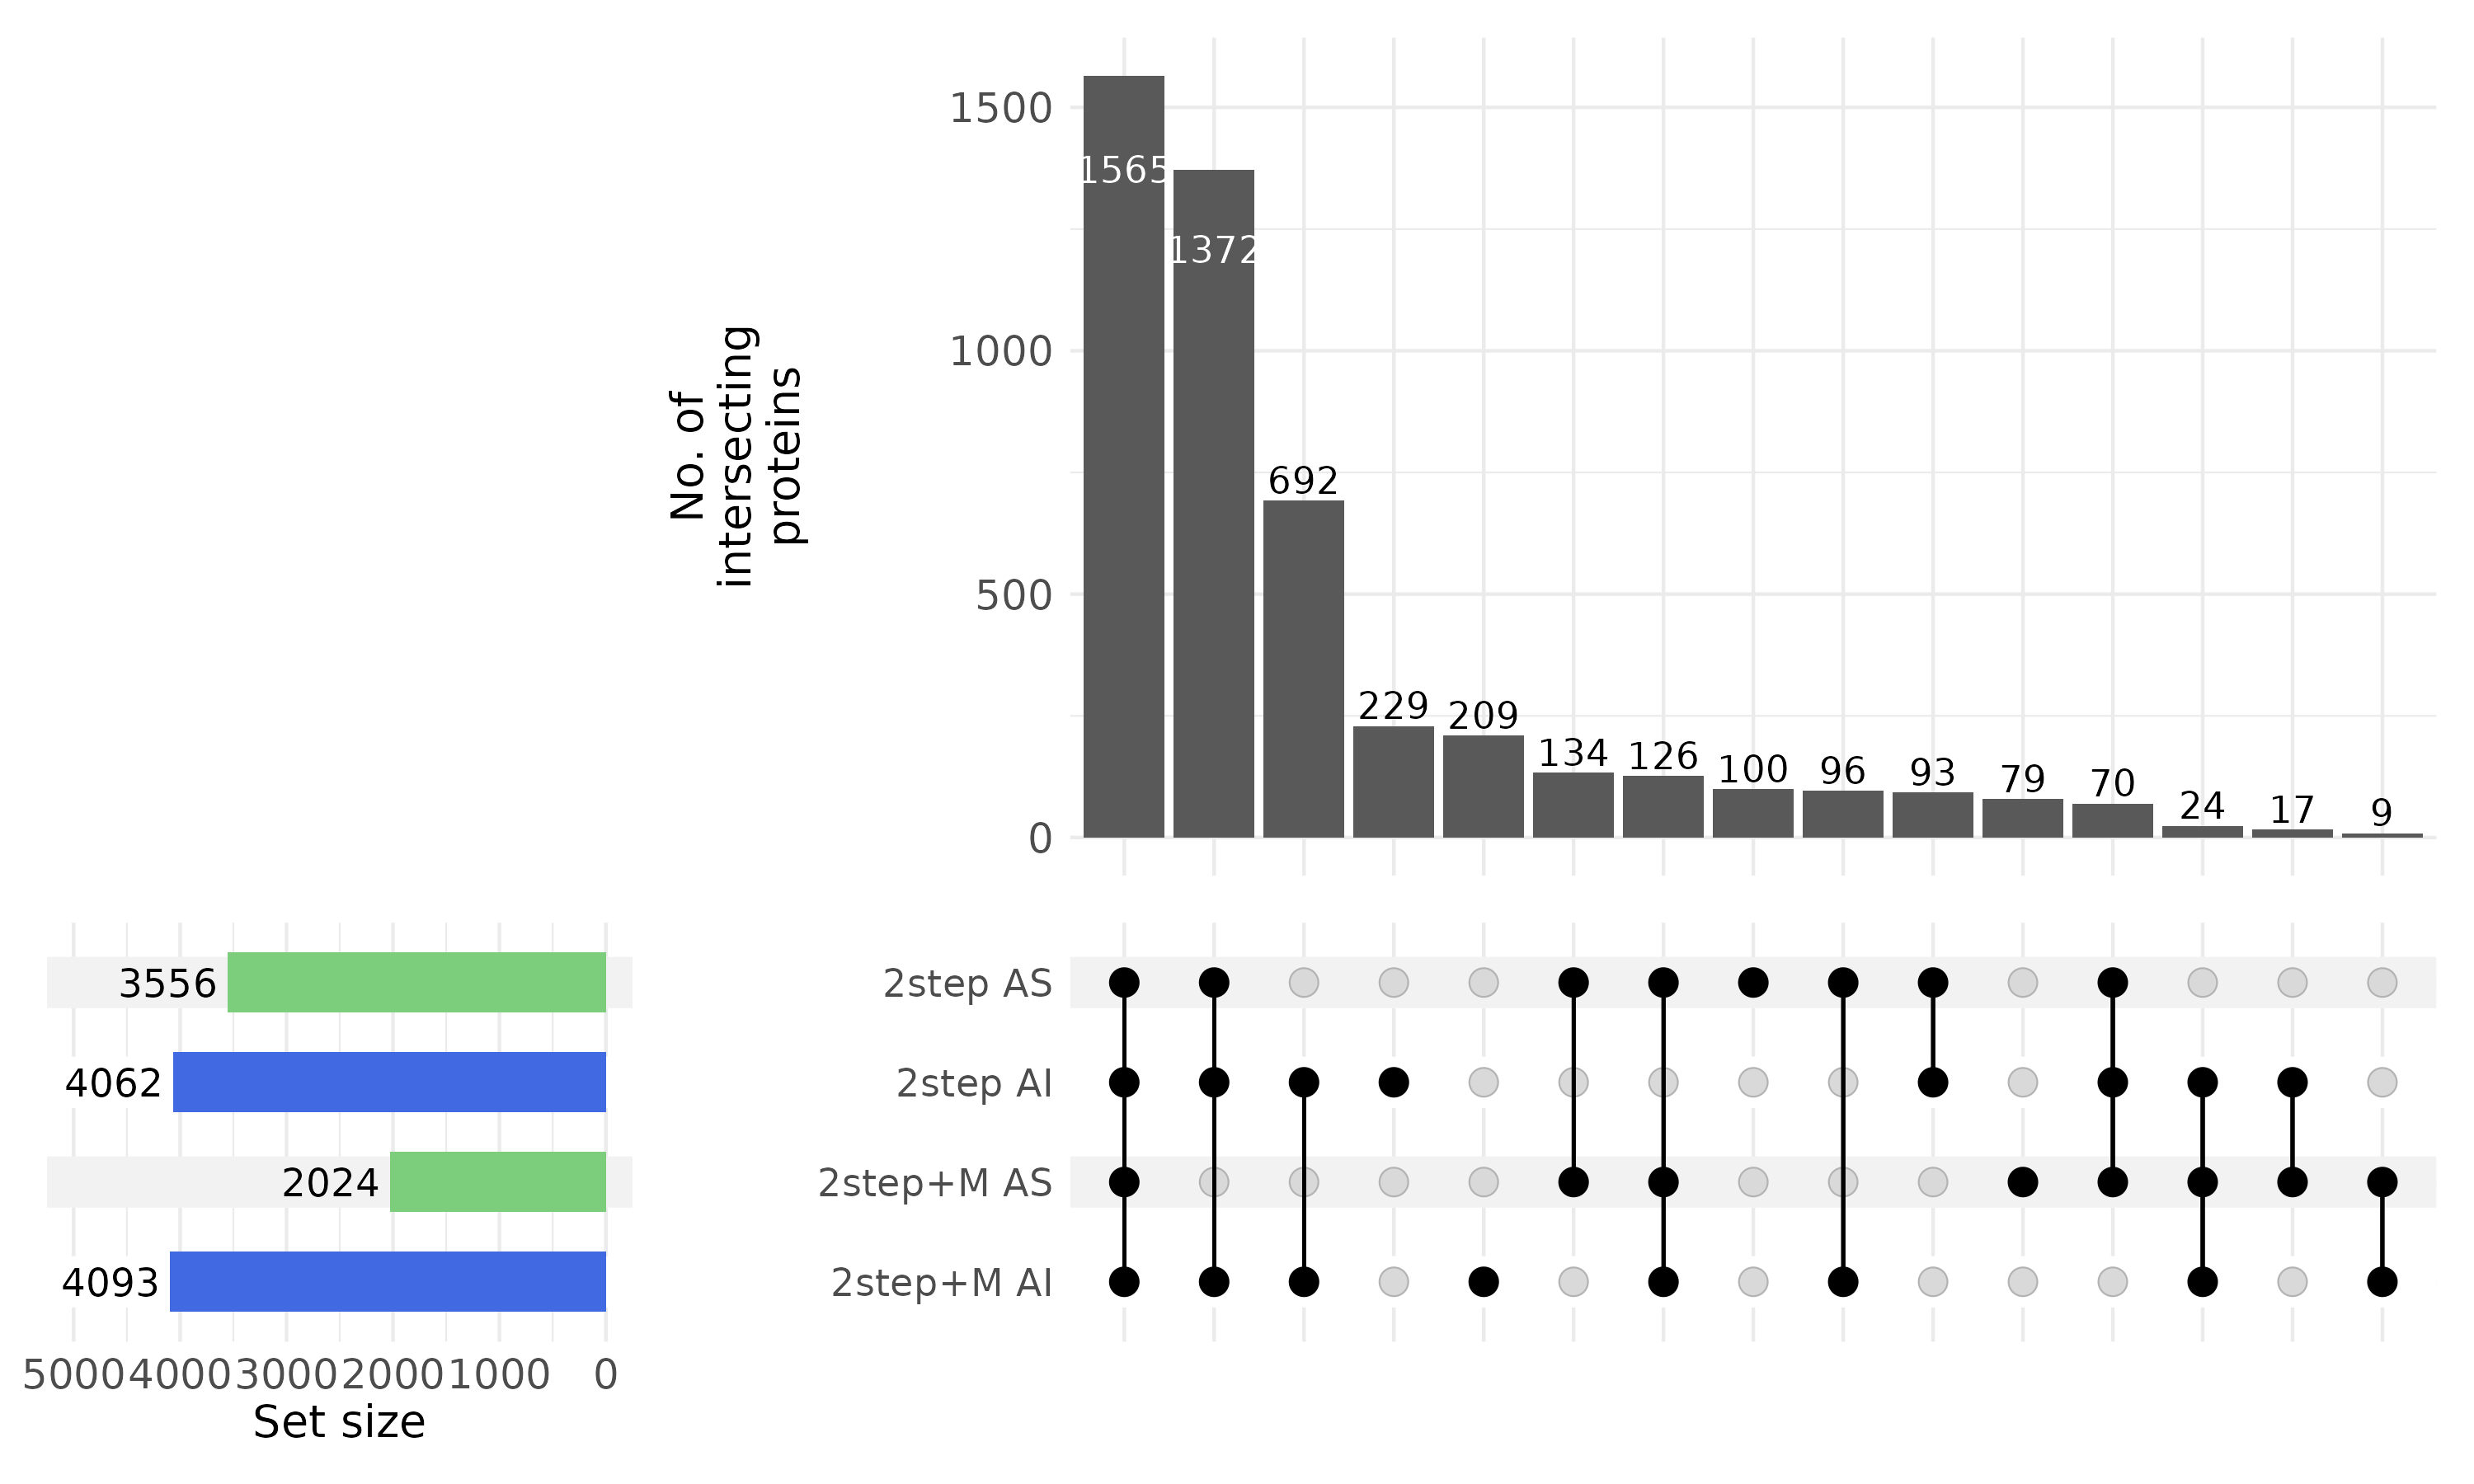 No. of
intersecting
proteins
1500
1000
500
0
1565
1372
692
229
209
134
126
100
96
93
79
70
24
17
9
2step AS
2step AI
2step+M AS
2step+M AI
3556
4062
2024
4093
5000 4000 3000 2000 1000 0
Set size